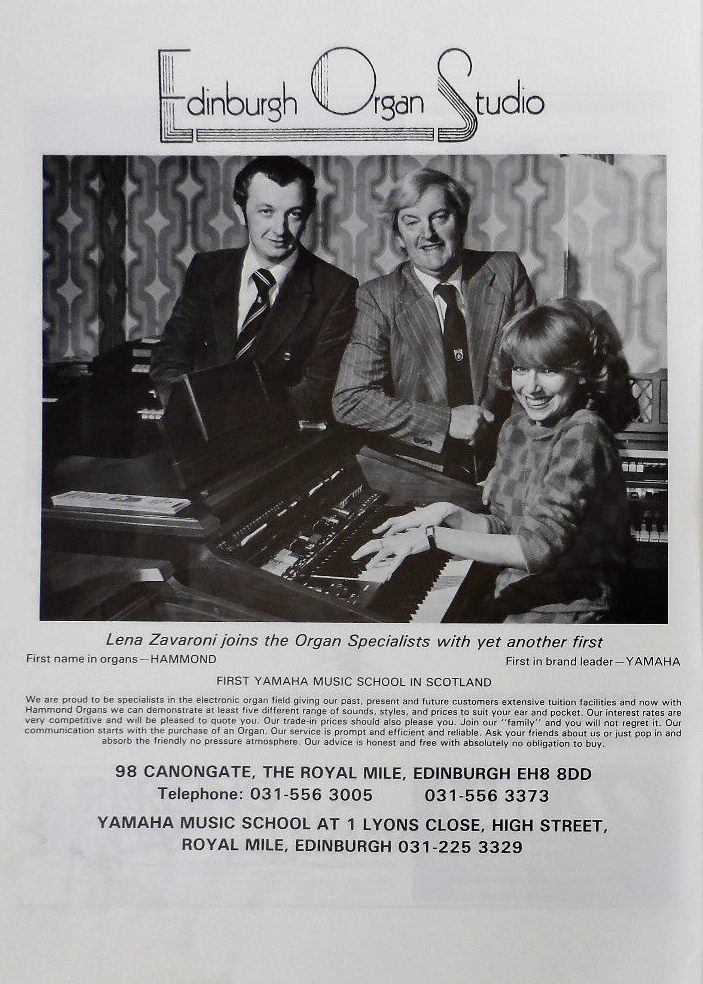 Edinburgh Organ Studio
Lena Zavaroni joins the Organ Specialists with yet another first
First name in organs—HAMMOND First in brand leader—YAMAHA
FIRST YAMAHA MUSIC SCHOOL IN SCOTLAND
We are proud to be specialists in the electronic organ field giving our past, present and future customers extensive tuition facilities and now with
Hammond Organs we can demonstrate at least five different range of sounds, styles, and prices to suit your ear and pocket. Our interest rates are
very competitive and will be pleased to quote you. Our trade-in prices should also please you. Join our "family" and you will not regret it. Our
communication starts with the purchase of an Organ. Our service is prompt and efficient and reliable. Ask your friends about us or just pop in and
absorb the friendly no pressure atmosphere. Our advice is honest and free with absolutely no obligation to buy.
98 CANONGATE, THE ROYAL MILE, EDINBURGH EH8 8DD
Telephone: 031-556 3005 031-556 3373
YAMAHA MUSIC SCHOOL AT 1 LYONS CLOSE, HIGH STREET,
ROYAL MILE, EDINBURGH 031-225 3329